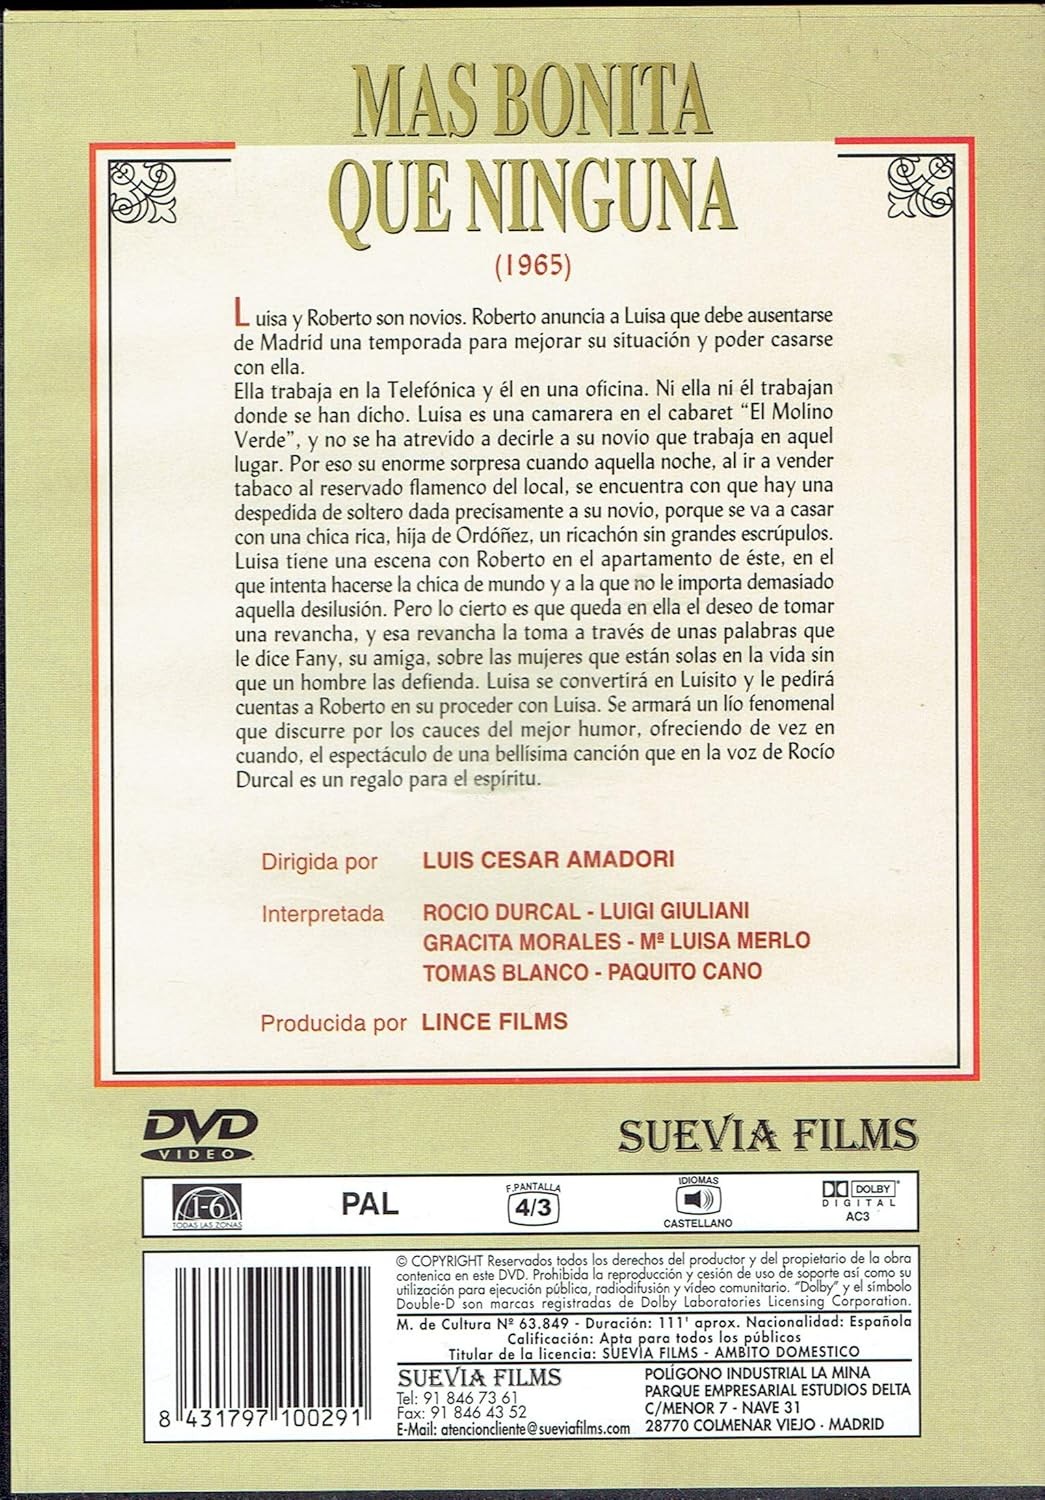 MAS BONITA
QUE NINGUNA
(1965)
Luisa y Roberto son novios. Roberto anuncia a Luisa que debe ausentarse
de Madrid una temporada para mejorar su situación y poder casarse
con ella.
Ella trabaja en la Telefónica y él en una oficina. Ni ella ni él trabajan
donde se han dicho. Luisa es una camarera en el cabaret "El Molino
Verde", y no se ha atrevido a decirle a su novio que trabaja en aquel
lugar. Por eso su enorme sorpresa cuando aquella noche, al ir a vender
tabaco al reservado flamenco del local, se encuentra con que hay una
despedida de soltero dada precisamente a su novio, porque se va a casar
con una chica rica, hija de Ordóñez, un ricachón sin grandes escrúpulos.
Luisa tiene una escena con Roberto en el apartamento de éste, en el
que intenta hacerse la chica de mundo y a la que no le importa demasiado
aquella desilusión. Pero lo cierto es que queda en ella el deseo de tomar
una revancha, y esa revancha la toma a través de unas palabras que
le dice Fany, su amiga, sobre las mujeres que están solas en la vida sin
que un hombre las defienda. Luisa se convertirá en Luisito y le pedirá
cuentas a Roberto en su proceder con Luisa. Se armará un lío fenomenal
que discurre por los cauces del mejor humor, ofreciendo de vez en
cuando, el espectáculo de una bellísima canción que en la voz de Rocío
Durcal es un regalo para el espíritu.
Dirigida por LUIS CESAR AMADORI
Interpretada ROCIO DURCAL - LUIGI GIULIANI
GRACITA MORALES - Mª LUISA MERLO
TOMAS BLANCO - PAQUITO CANO
Producida por LINCE FILMS
DVD
VIDEO
SUEVIA FILMS
1-6
TODAS LAS ZONAS
PAL
F.PANTALLA
4/3
IDIOMAS
CASTELLANO
DOLBY
DIGITAL
AC3
© COPYRIGHT Reservados todos los derechos del productor y del propietario de la obra
contenica en este DVD. Prohibida la reproducción y cesión de uso de soporte así como su
utilización para ejecución pública, radiodifusión y vídeo comunitario. "Dolby" y el símbolo
Double-D son marcas registradas de Dolby Laboratories Licensing Corporation.
M. de Cultura Nº 63.849 - Duración: 111' aprox. Nacionalidad: Española
Calificación: Apta para todos los públicos
Titular de la licencia: SUEVIA FILMS - AMBITO DOMESTICO
SUEVIA FILMS
Tel: 91 846 73 61
Fax: 91 846 43 52
E-Mail: atencioncliente@sueviafilms.com
POLÍGONO INDUSTRIAL LA MINA
PARQUE EMPRESARIAL ESTUDIOS DELTA
C/MENOR 7 - NAVE 31
28770 COLMENAR VIEJO - MADRID
8 431797 100291